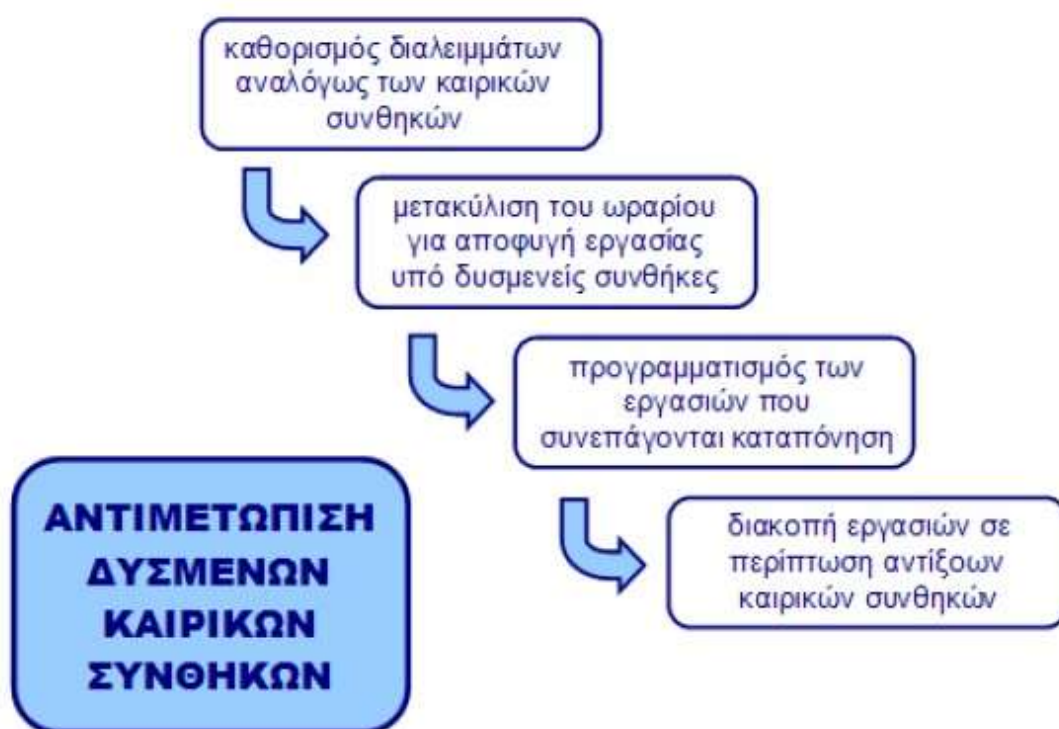 καθορισμός διαλειμμάτων
αναλόγως των καιρικών
συνθηκών
μετακύλιση του ωραρίου
για αποφυγή εργασίας
υπό δυσμενείς συνθήκες
προγραμματισμός των
εργασιών που
συνεπάγονται καταπόνηση
διακοπή εργασιών σε
περίπτωση αντίξοων
καιρικών συνθηκών
ΑΝΤΙΜΕΤΩΠΙΣΗ
ΔΥΣΜΕΝΩΝ
ΚΑΙΡΙΚΩΝ
ΣΥΝΘΗΚΩΝ